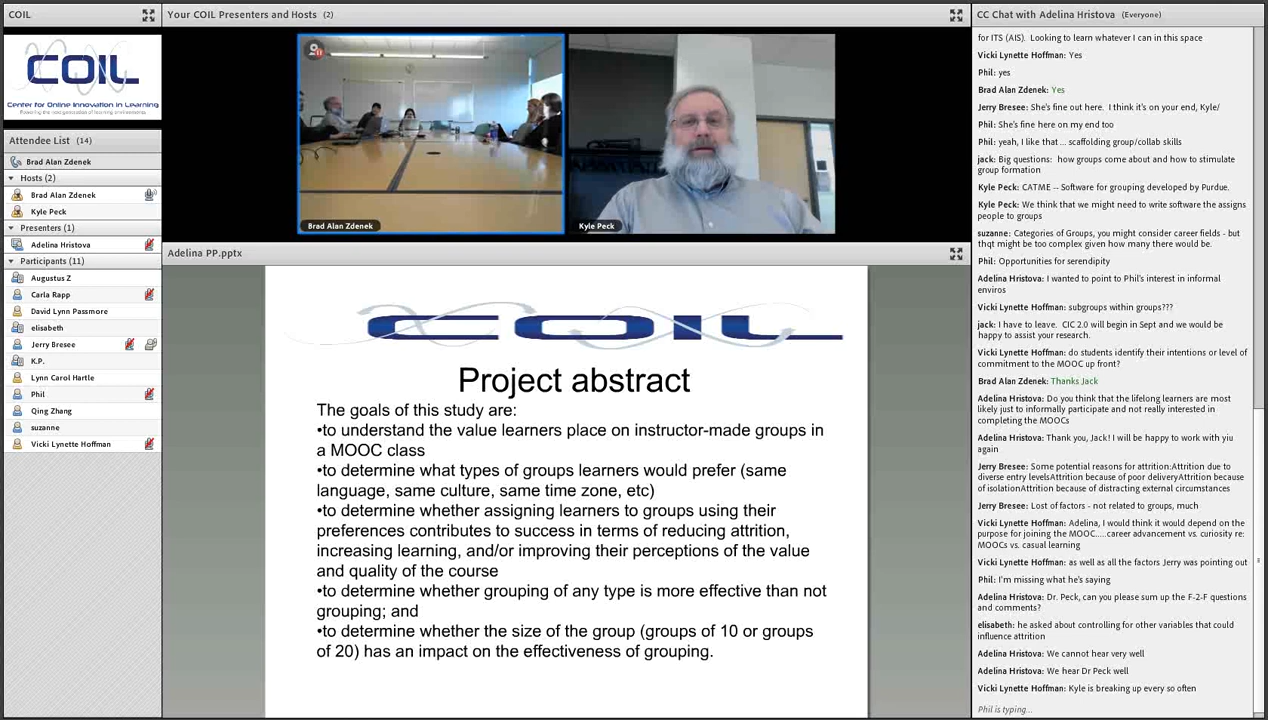 COIL
COIL
Center for Online Innovation in Learning
Attendee List (14)
Brad Alan Zdenek
Hosts (2)
Brad Alan Zdenek
Kyle Peck
Presenters (1)
Adelina Hristova
Participants (11)
Augustus Z
Carla Rapp
David Lynn Passmore
elisabeth
Jerry Bresee
K.P.
Lynn Carol Hartle
Phil
Qing Zhang
suzanne
Vicki Lynette Hoffman
Your COIL Presenters and Hosts (2)
Brad Alan Zdenek
Kyle Peck
Adelina PP.pptx
COIL
Project abstract
The goals of this study are:
•to understand the value learners place on instructor-made groups in
a MOOC class
•to determine what types of groups learners would prefer (same
language, same culture, same time zone, etc)
•to determine whether assigning learners to groups using their
preferences contributes to success in terms of reducing attrition,
increasing learning, and/or improving their perceptions of the value
and quality of the course
•to determine whether grouping of any type is more effective than not
grouping; and
•to determine whether the size of the group (groups of 10 or groups
of 20) has an impact on the effectiveness of grouping.
CC Chat with Adelina Hristova (Everyone)
for ITS (AIS). Looking to learn whatever I can in this space
Vicki Lynette Hoffman: Yes
Phil: yes
Brad Alan Zdenek: Yes
Jerry Bresee: She's fine out here. I think it's on your end, Kyle/
Phil: She's fine here on my end too
Phil: yeah, I like that ... scaffolding group/collab skills
jack: Big questions: how groups come about and how to stimulate
group formation
Kyle Peck: CATME -- Software for grouping developed by Purdue.
Kyle Peck: We think that we might need to write software the assigns
people to groups
suzanne: Categories of Groups, you might consider career fields - but
thqt might be too complex given how many there would be.
Phil: Opportunities for serendipity
Adelina Hristova: I wanted to point to Phil's interest in informal
enviros
Vicki Lynette Hoffman: subgroups within groups???
jack: I have to leave. CIC 2.0 will begin in Sept and we would be
happy to assist your research.
Vicki Lynette Hoffman: do students identify their intentions or level of
commitment to the MOOC up front?
Brad Alan Zdenek: Thanks Jack
Adelina Hristova: Do you think that the lifelong learners are most
likely just to informally participate and not really interested in
completing the MOOCs
Adelina Hristova: Thank you, Jack! I will be happy to work with yiu
again
Jerry Bresee: Some potential reasons for attrition:Attrition due to
diverse entry levelsAttrition because of poor deliveryAttrition because
of isolationAttrition because of distracting external circumstances
Jerry Bresee: Lost of factors - not related to groups, much
Vicki Lynette Hoffman: Adelina, I would think it would depend on the
purpose for joining the MOOC.....career advancement vs. curiosity re:
MOOCs vs. casual learning
Vicki Lynette Hoffman: as well as all the factors Jerry was pointing out
Phil: I'm missing what he's saying
Adelina Hristova: Dr. Peck, can you please sum up the F-2-F questions
and comments?
elisabeth: he asked about controlling for other variables that could
influence attrition
Adelina Hristova: We cannot hear very well
Adelina Hristova: We hear Dr Peck well
Vicki Lynette Hoffman: Kyle is breaking up every so often
Phil is typing...